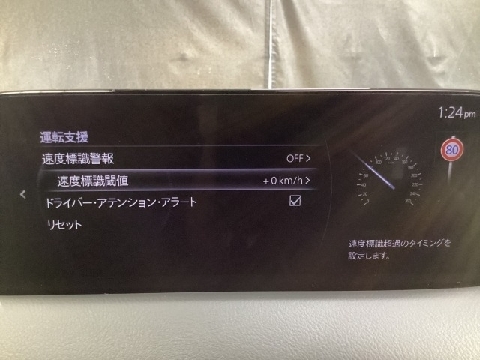 1:24pm
運転支援
80
速度標識警報 OFF>
速度標識閾値 +0km/h>
ドライバー・アテンション・アラート
リセット
速度標識超過のタイミングを
設定します。